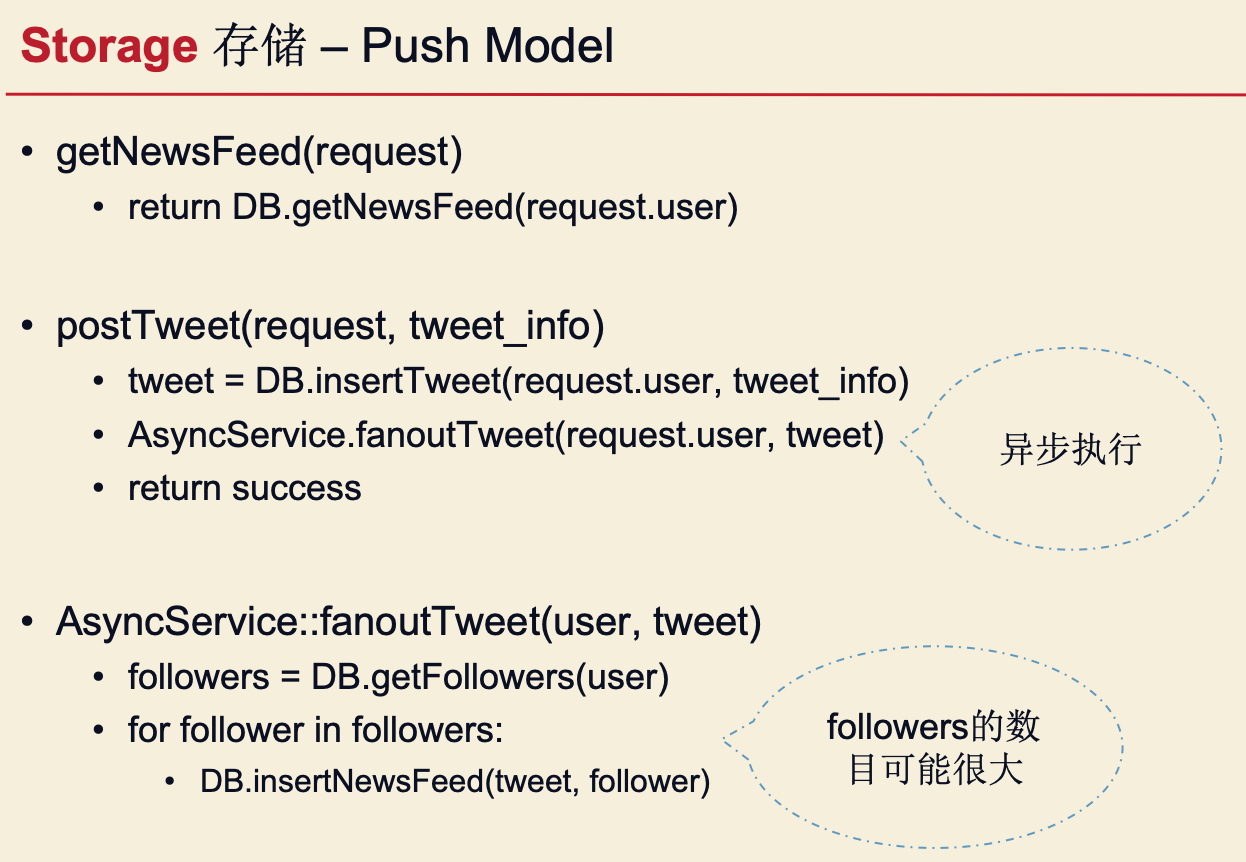 Storage 存储 – Push Model
• getNewsFeed(request)
• return DB.getNewsFeed(request.user)
• postTweet(request, tweet_info)
• tweet = DB.insertTweet(request.user, tweet_info)
• AsyncService.fanoutTweet(request.user, tweet)
异步执行
• return success
• AsyncService::fanoutTweet(user, tweet)
• followers = DB.getFollowers(user)
• for follower in followers:
• DB.insertNewsFeed(tweet, follower)
followers的数
目可能很大